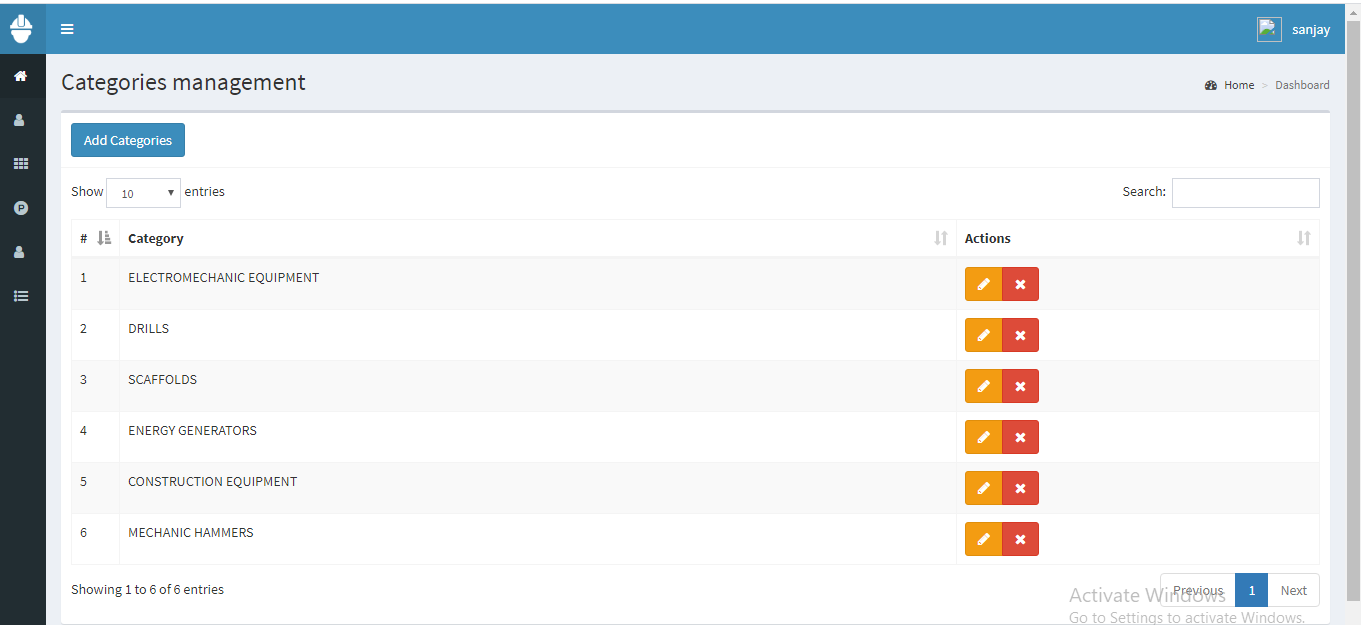 sanjay
Categories management
Home > Dashboard
Add Categories
Show 10 entries
Search:
# Category Actions
1 ELECTROMECHANIC EQUIPMENT
2 DRILLS
3 SCAFFOLDS
4 ENERGY GENERATORS
5 CONSTRUCTION EQUIPMENT
6 MECHANIC HAMMERS
Showing 1 to 6 of 6 entries
Previous 1 Next
Activate Windows
Go to Settings to activate Windows.